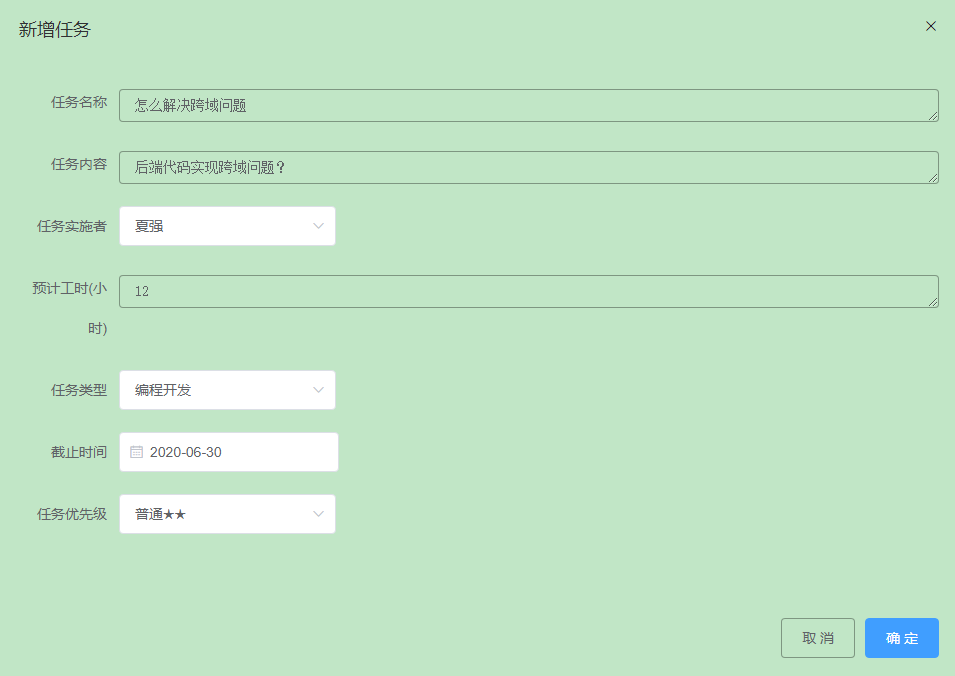 新增任务
任务名称 怎么解决跨域问题
任务内容 后端代码实现跨域问题？
任务实施者 夏强
预计工时(小 12
时)
任务类型 编程开发
截止时间 2020-06-30
任务优先级 普通★★
取 消 确 定